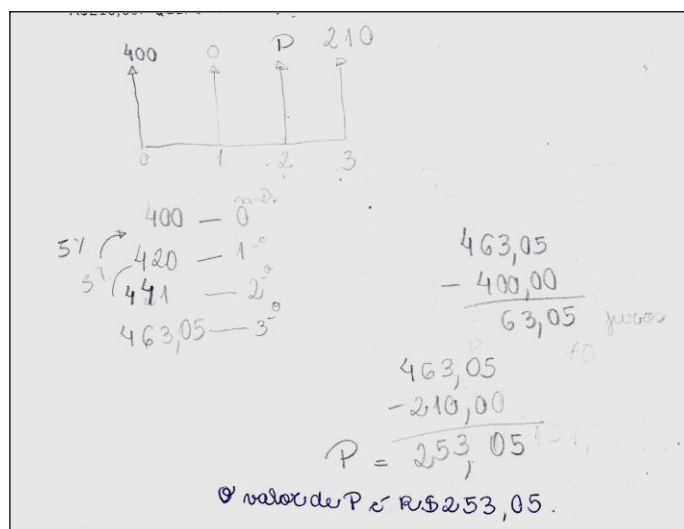 400 0 P 210
0 1 2 3
400 — 0 mês
5% 420 — 1º
441 — 2º
463,05 — 3º
463,05
- 400,00
63,05 juros
463,05
- 210,00
P = 253,05
O valor de P é R$253,05.